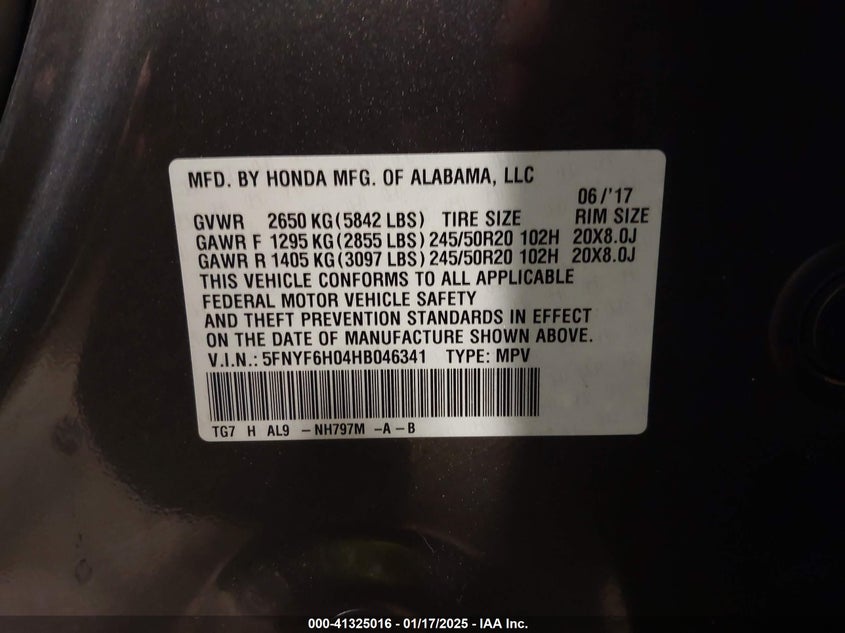 MFD. BY HONDA MFG. OF ALABAMA, LLC
06/'17
GVWR 2650 KG(5842 LBS) TIRE SIZE RIM SIZE
GAWR F 1295 KG(2855 LBS) 245/50R20 102H 20X8.0J
GAWR R 1405 KG(3097 LBS) 245/50R20 102H 20X8.0J
THIS VEHICLE CONFORMS TO ALL APPLICABLE
FEDERAL MOTOR VEHICLE SAFETY
AND THEFT PREVENTION STANDARDS IN EFFECT
ON THE DATE OF MANUFACTURE SHOWN ABOVE.
V.I.N.: 5FNYF6H04HB046341 TYPE: MPV
TG7 H AL9 - NH797M -A - B
000-41325016 - 01/17/2025 - IAA Inc.